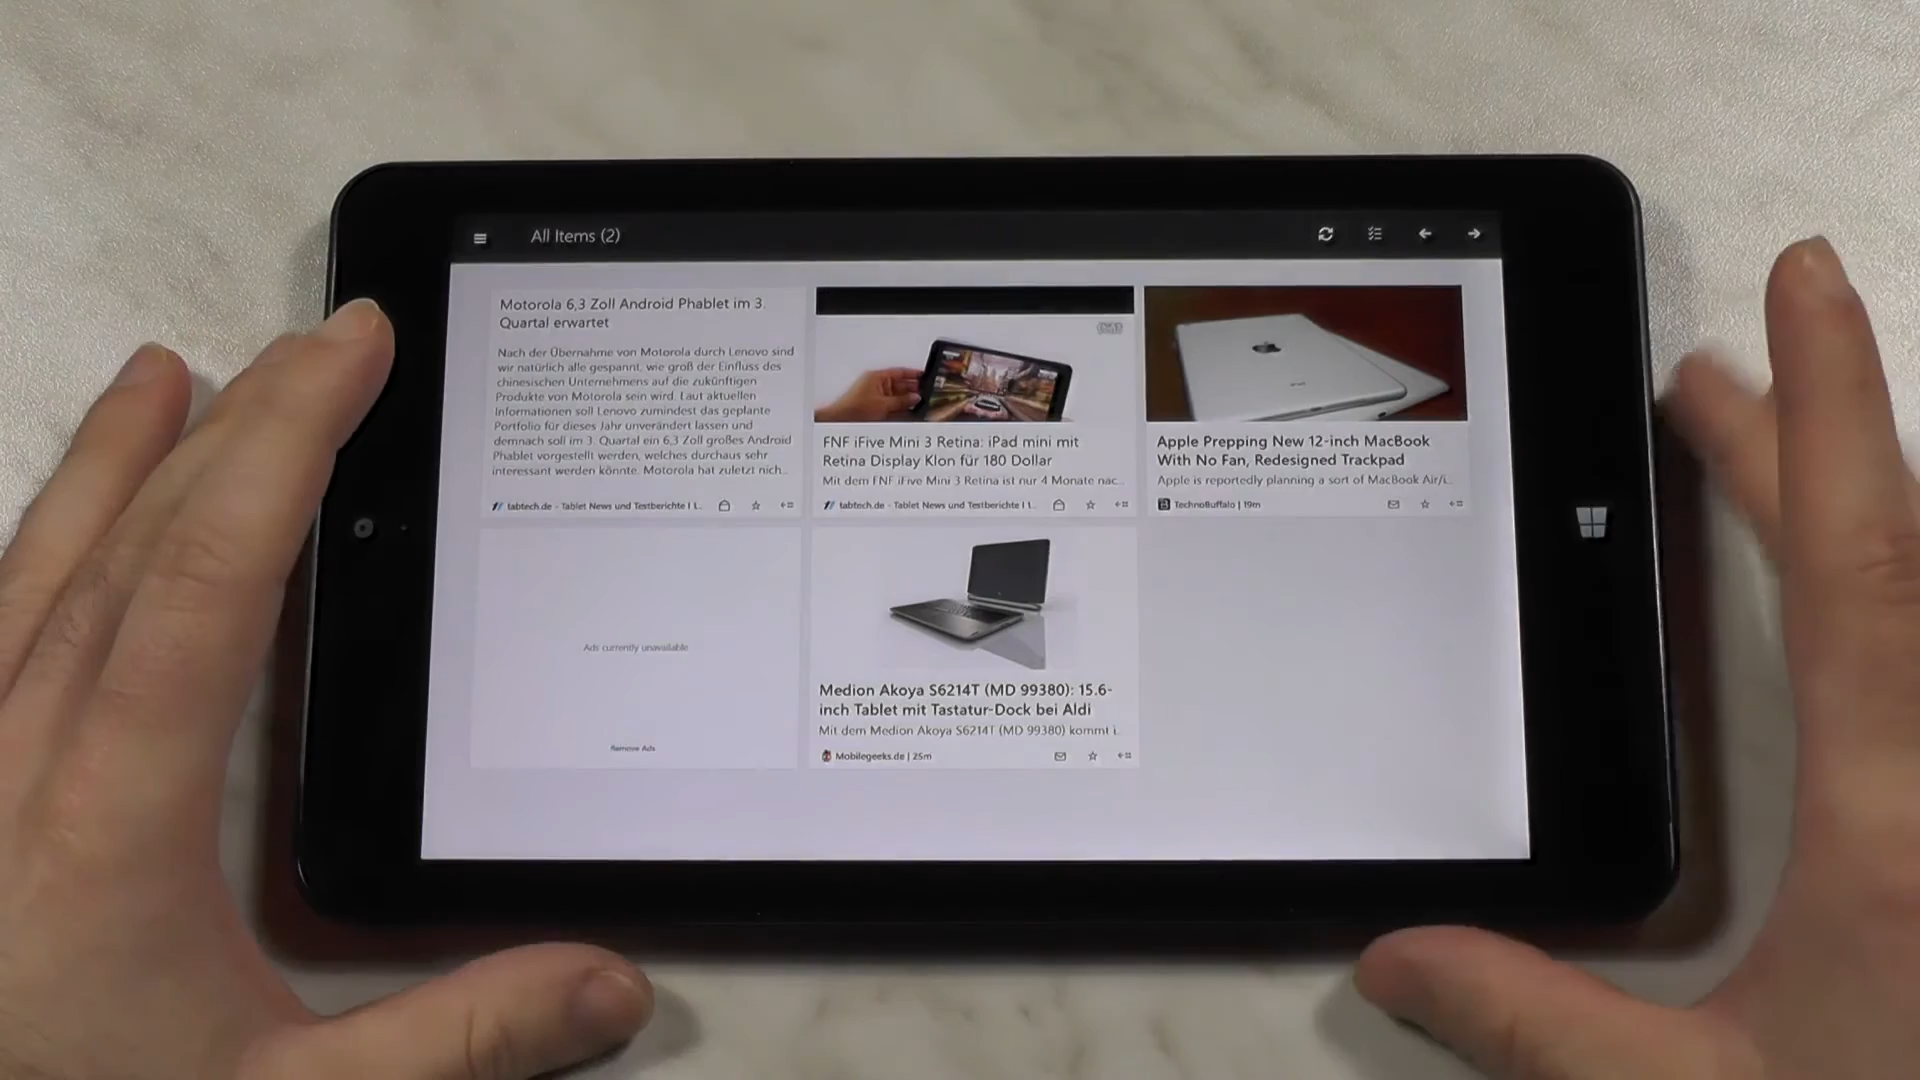 All Items (2)
Motorola 6,3 Zoll Android Phablet im 3.
Quartal erwartet
Nach der Übernahme von Motorola durch Lenovo sind
wir natürlich alle gespannt, wie groß der Einfluss des
chinesischen Unternehmens auf die zukünftigen
Produkte von Motorola sein wird. Laut aktuellen
Informationen soll Lenovo zumindest das geplante
Portfolio für dieses Jahr unverändert lassen und
demnach soll im 3. Quartal ein 6,3 Zoll großes Android
Phablet vorgestellt werden, welches durchaus sehr
interessant werden könnte. Motorola hat zuletzt nich...
tabtech.de - Tablet News und Testberichte I t...
FNF iFive Mini 3 Retina: iPad mini mit
Retina Display Klon für 180 Dollar
Mit dem FNF iFive Mini 3 Retina ist nur 4 Monate nac...
tabtech.de - Tablet News und Testberichte I t...
Apple Prepping New 12-inch MacBook
With No Fan, Redesigned Trackpad
Apple is reportedly planning a sort of MacBook Air/i...
TechnoBuffalo | 19m
Ads currently unavailable
Remove Ads
Medion Akoya S6214T (MD 99380): 15.6-
inch Tablet mit Tastatur-Dock bei Aldi
Mit dem Medion Akoya S6214T (MD 99380) kommt i...
Mobilegeeks.de | 25m